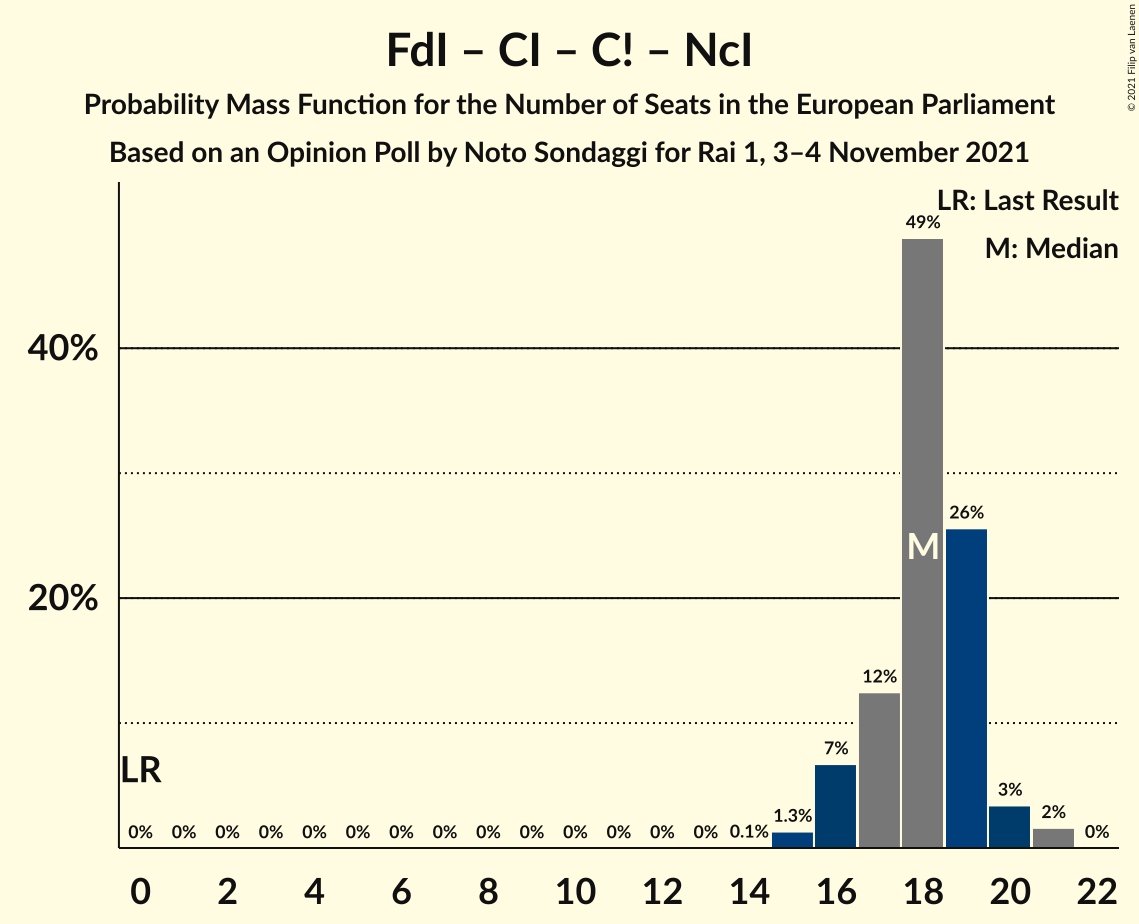 FdI – CI – C! – NcI
Probability Mass Function for the Number of Seats in the European Parliament
Based on an Opinion Poll by Noto Sondaggi for Rai 1, 3–4 November 2021
© 2021 Filip van Laenen
LR: Last Result
M: Median
40%
20%
LR
M
0% 0% 0% 0% 0% 0% 0% 0% 0% 0% 0% 0% 0% 0% 0.1% 1.3% 7% 12% 49% 26% 3% 2% 0%
0 2 4 6 8 10 12 14 16 18 20 22